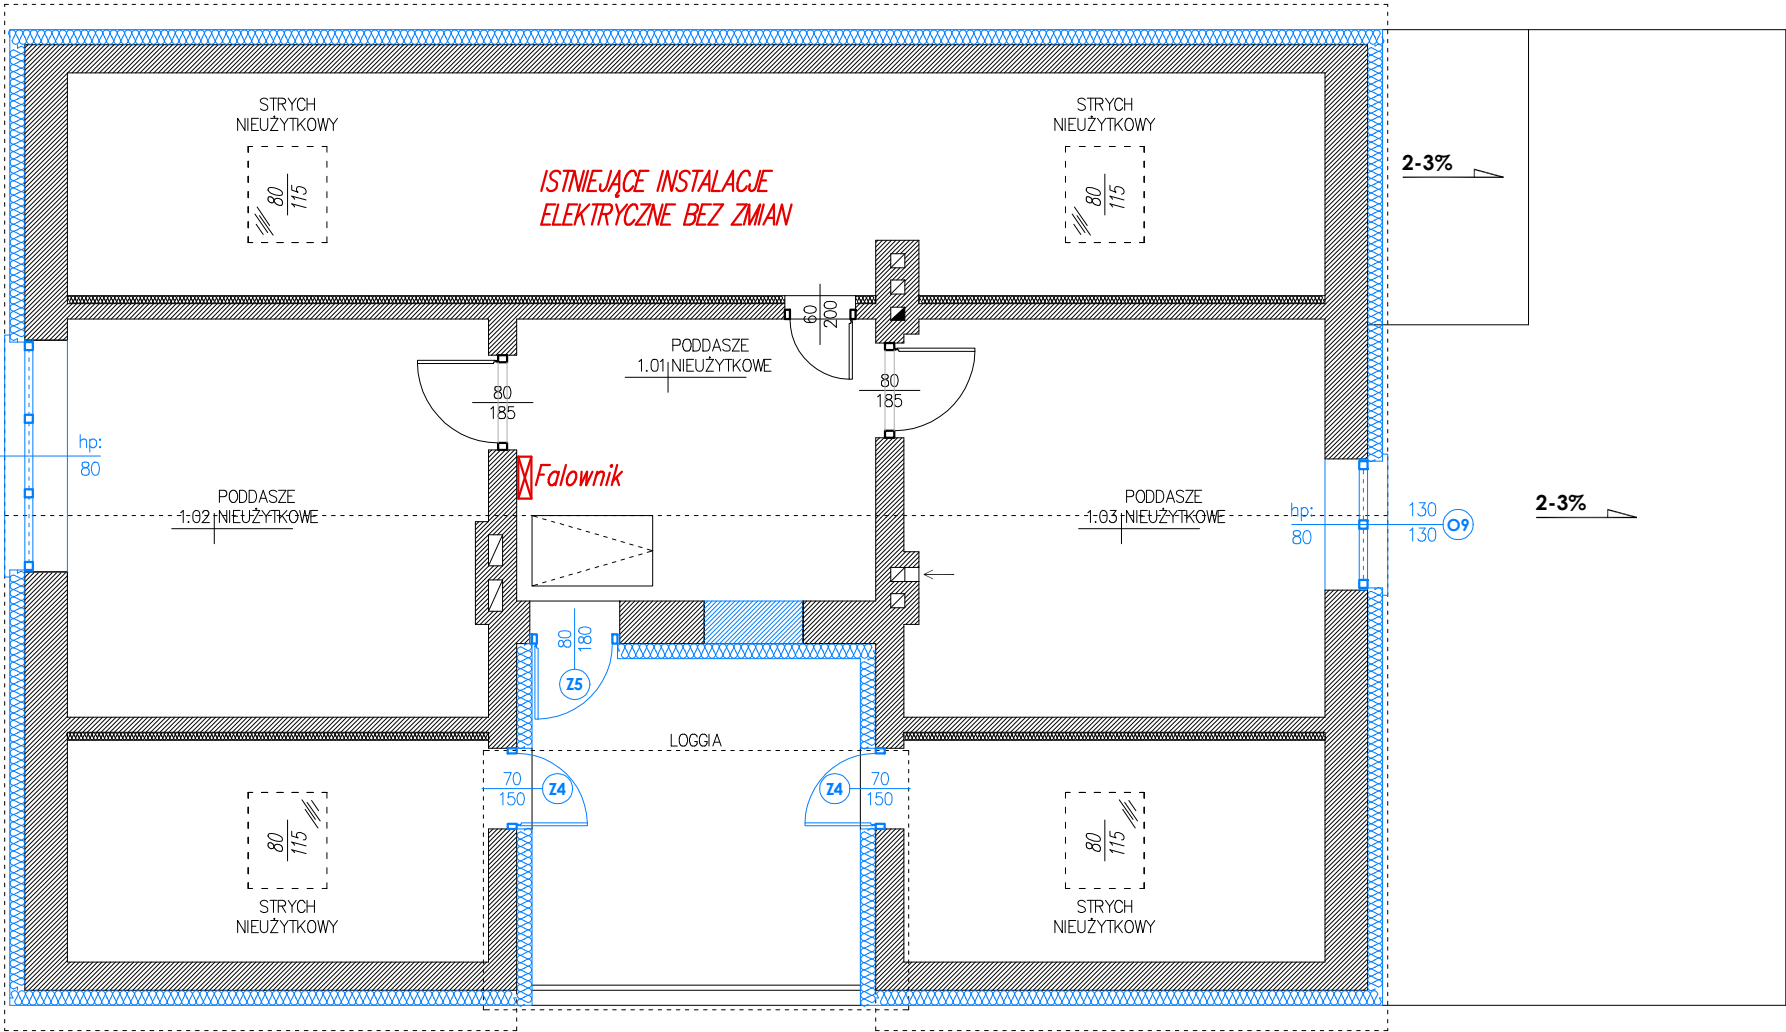 STRYCH
NIEUŻYTKOWY
80
115
STRYCH
NIEUŻYTKOWY
80
115
ISTNIEJĄCE INSTALACJE
ELEKTRYCZNE BEZ ZMIAN
2-3%
60
200
PODDASZE
1.01 NIEUŻYTKOWE
80
185
80
185
hp:
80
Falownik
PODDASZE
1.02 NIEUŻYTKOWE
PODDASZE
1.03 NIEUŻYTKOWE
hp:
80
130
130
O9
2-3%
80
180
Z5
LOGGIA
70
150
Z4
Z4
70
150
80
115
STRYCH
NIEUŻYTKOWY
80
115
STRYCH
NIEUŻYTKOWY